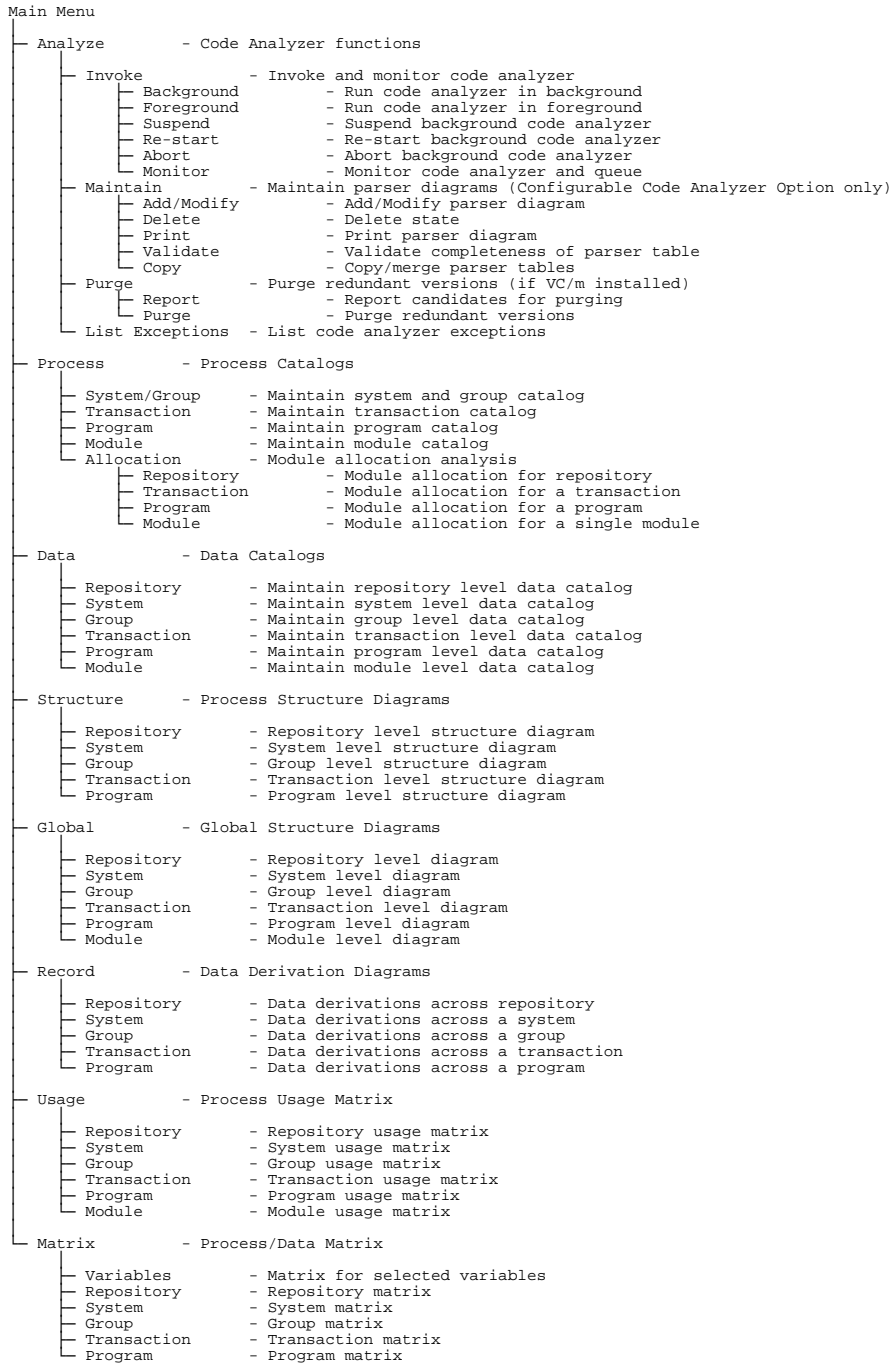 Main Menu
Analyze - Code Analyzer functions
Invoke - Invoke and monitor code analyzer
Background - Run code analyzer in background
Foreground - Run code analyzer in foreground
Suspend - Suspend background code analyzer
Re-start - Re-start background code analyzer
Abort - Abort background code analyzer
Monitor - Monitor code analyzer and queue
Maintain - Maintain parser diagrams (Configurable Code Analyzer Option only)
Add/Modify - Add/Modify parser diagram
Delete - Delete state
Print - Print parser diagram
Validate - Validate completeness of parser table
Copy - Copy/merge parser tables
Purge - Purge redundant versions (if VC/m installed)
Report - Report candidates for purging
Purge - Purge redundant versions
List Exceptions - List code analyzer exceptions
Process - Process Catalogs
System/Group - Maintain system and group catalog
Transaction - Maintain transaction catalog
Program - Maintain program catalog
Module - Maintain module catalog
Allocation - Module allocation analysis
Repository - Module allocation for repository
Transaction - Module allocation for a transaction
Program - Module allocation for a program
Module - Module allocation for a single module
Data - Data Catalogs
Repository - Maintain repository level data catalog
System - Maintain system level data catalog
Group - Maintain group level data catalog
Transaction - Maintain transaction level data catalog
Program - Maintain program level data catalog
Module - Maintain module level data catalog
Structure - Process Structure Diagrams
Repository - Repository level structure diagram
System - System level structure diagram
Group - Group level structure diagram
Transaction - Transaction level structure diagram
Program - Program level structure diagram
Global - Global Structure Diagrams
Repository - Repository level diagram
System - System level diagram
Group - Group level diagram
Transaction - Transaction level diagram
Program - Program level diagram
Module - Module level diagram
Record - Data Derivation Diagrams
Repository - Data derivations across repository
System - Data derivations across a system
Group - Data derivations across a group
Transaction - Data derivations across a transaction
Program - Data derivations across a program
Usage - Process Usage Matrix
Repository - Repository usage matrix
System - System usage matrix
Group - Group usage matrix
Transaction - Transaction usage matrix
Program - Program usage matrix
Module - Module usage matrix
Matrix - Process/Data Matrix
Variables - Matrix for selected variables
Repository - Repository matrix
System - System matrix
Group - Group matrix
Transaction - Transaction matrix
Program - Program matrix